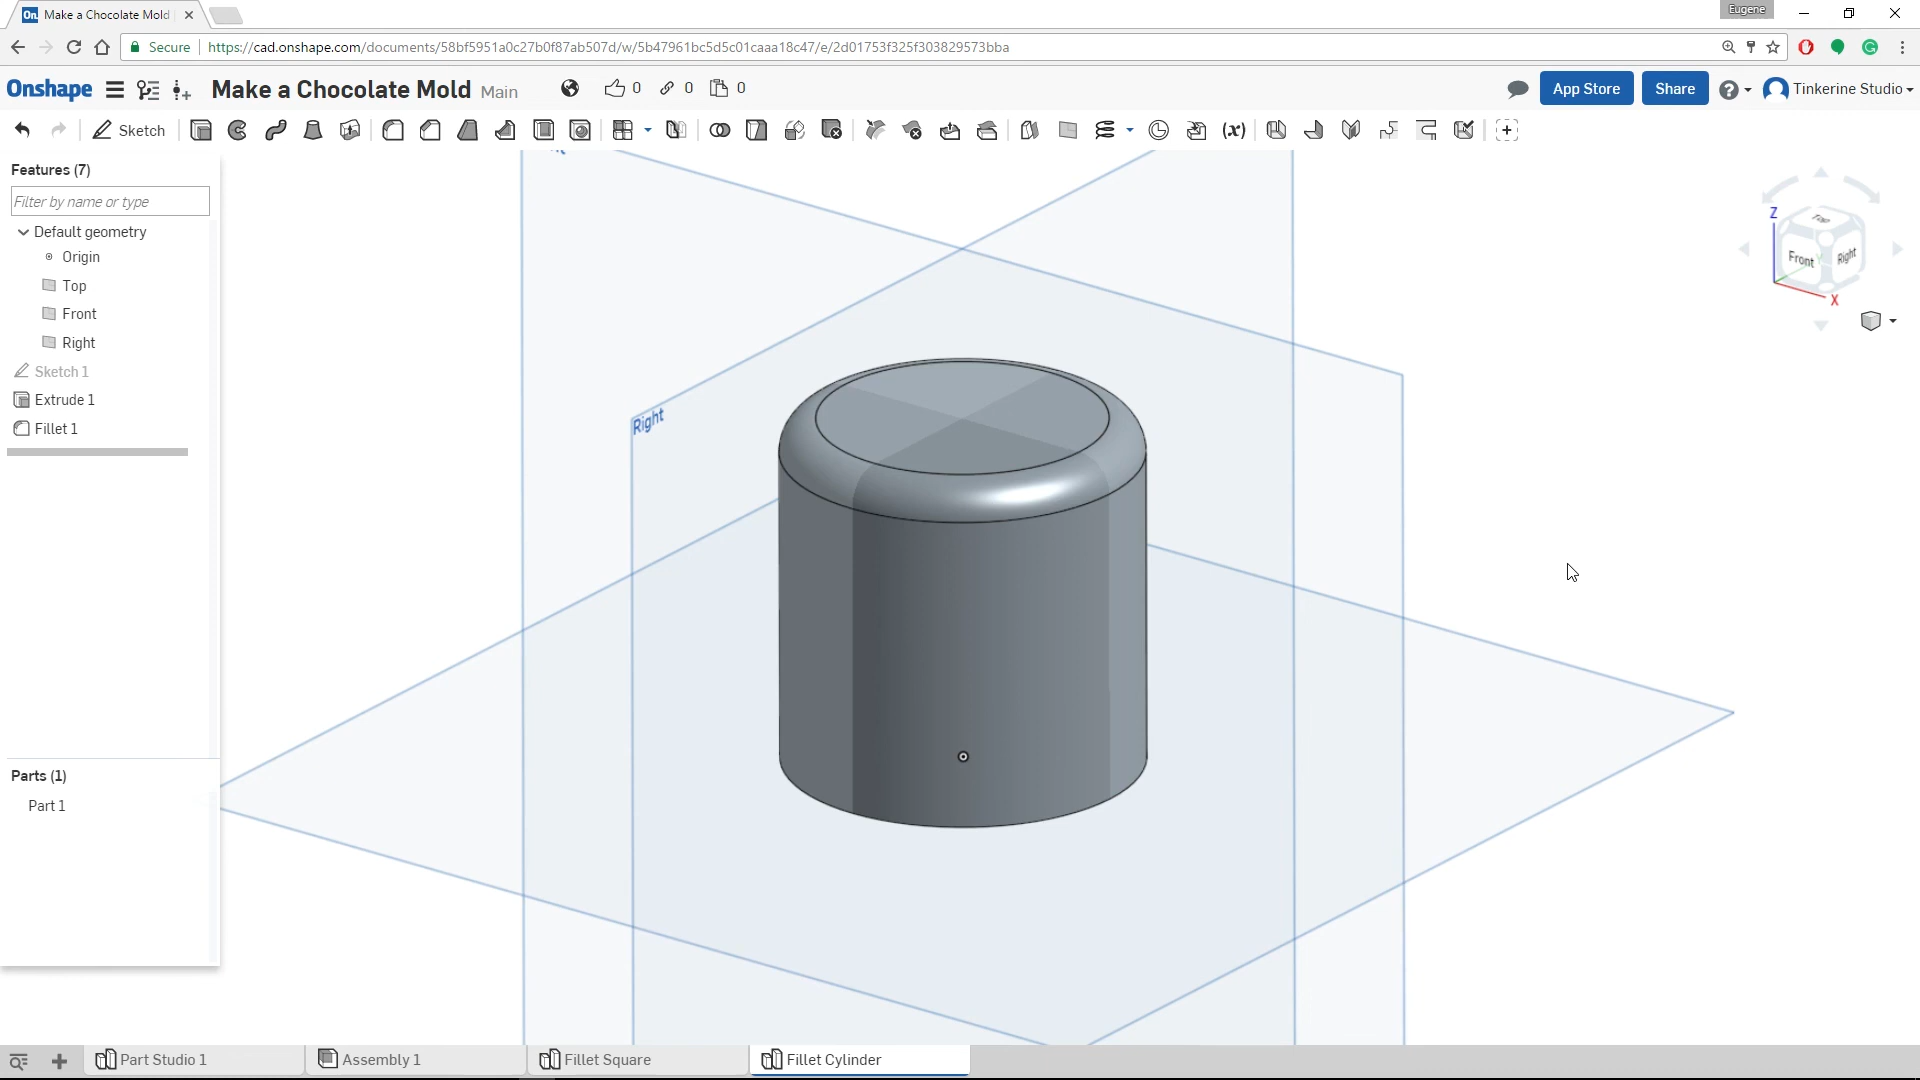 On Make a Chocolate Mold
Eugene
Secure https://cad.onshape.com/documents/58bf5951a0c27b0f87ab507d/w/5b47961bc5d5c01caaa18c47/e/2d01753f325f303829573bba
Onshape Make a Chocolate Mold Main 0 0 0 App Store Share ? Tinkerine Studio
Sketch (x)
Features (7)
Filter by name or type
Default geometry
Origin
Top
Front
Right
Sketch 1
Extrude 1
Fillet 1
Parts (1)
Part 1
Right
Z
Top
Front
Right
X
Part Studio 1 Assembly 1 Fillet Square Fillet Cylinder